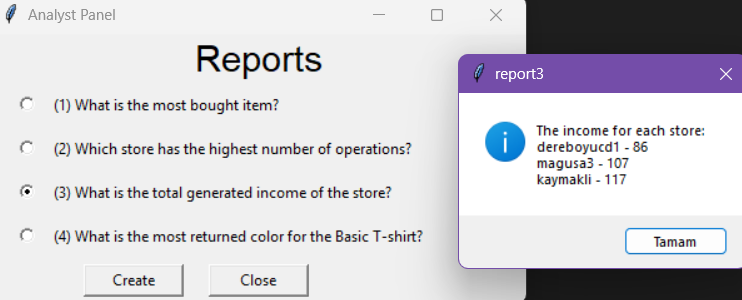 Analyst Panel
Reports
(1) What is the most bought item?
(2) Which store has the highest number of operations?
(3) What is the total generated income of the store?
(4) What is the most returned color for the Basic T-shirt?
Create
Close
report3
The income for each store:
dereboyucd1 - 86
magusa3 - 107
kaymakli - 117
Tamam